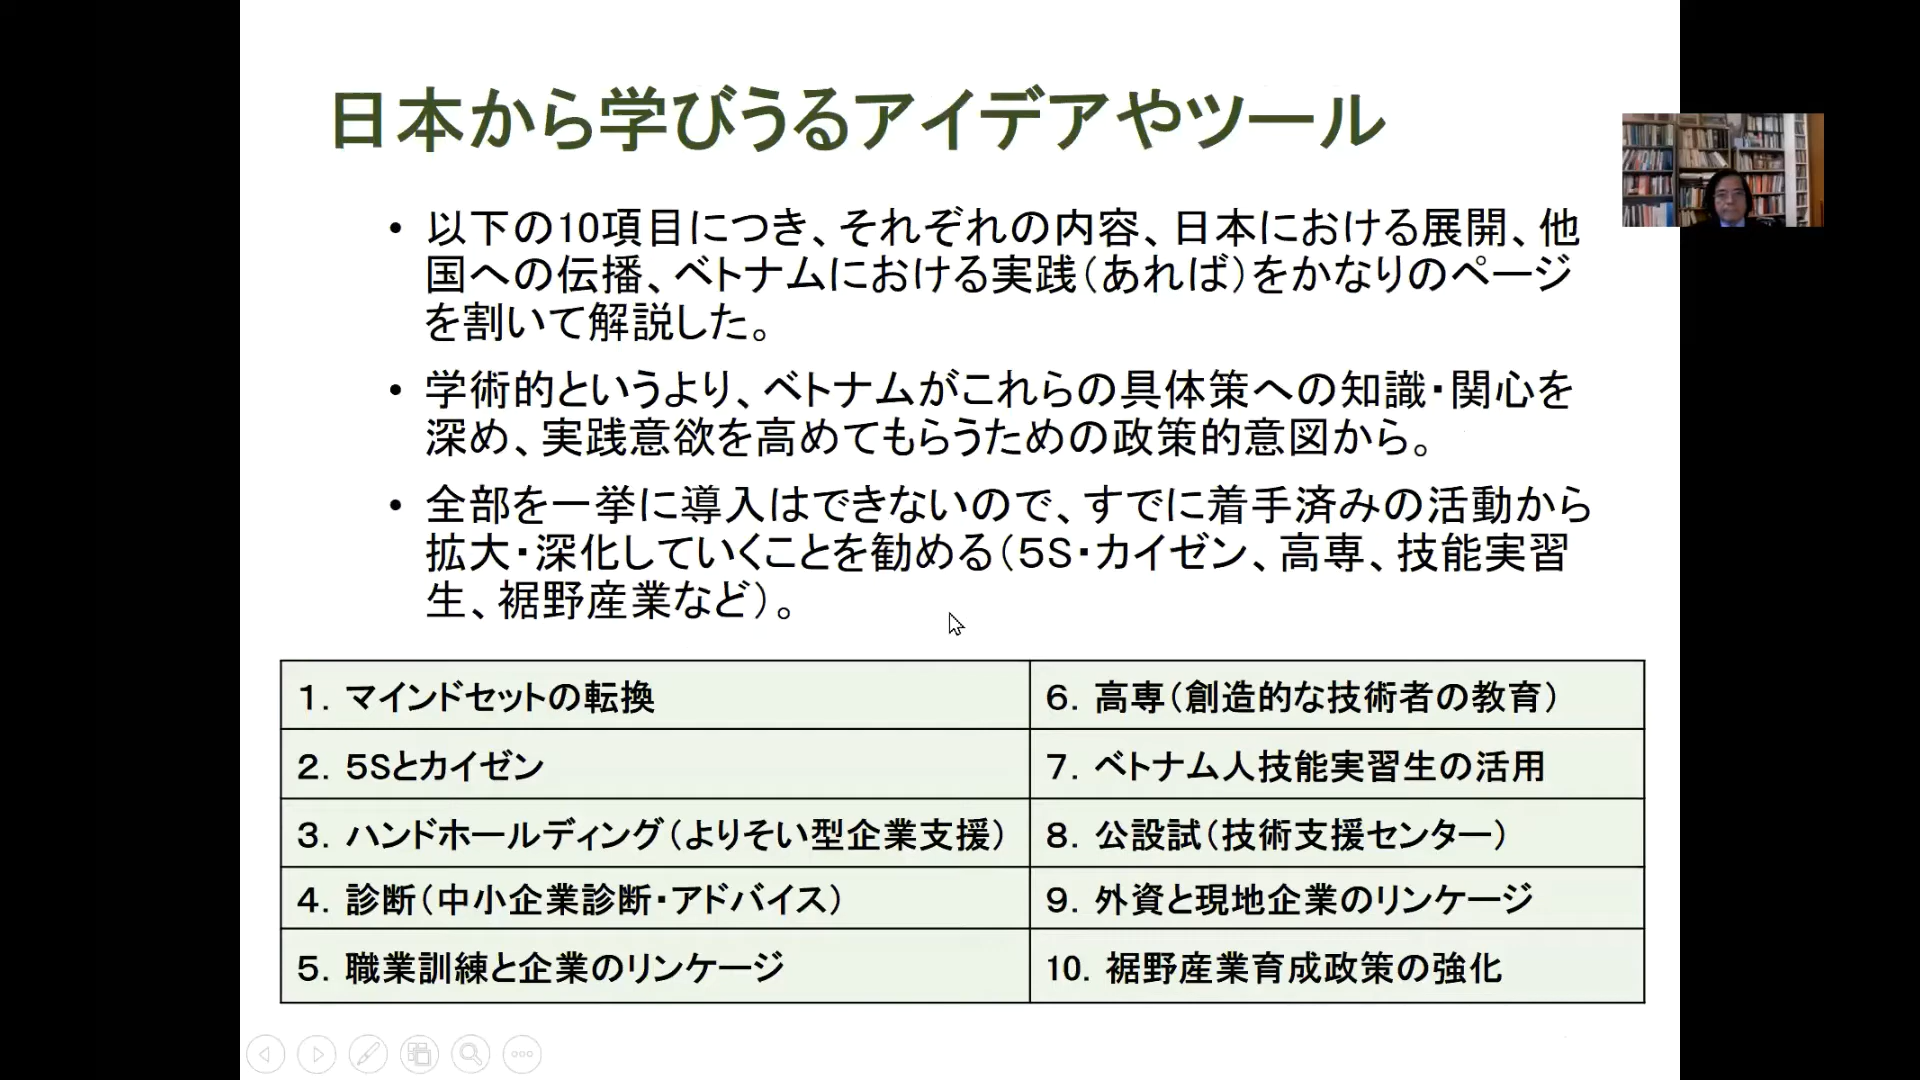 日本から学びうるアイデアやツール
• 以下の10項目につき、それぞれの内容、日本における展開、他
国への伝播、ベトナムにおける実践(あれば)をかなりのページ
を割いて解説した。
• 学術的というより、ベトナムがこれらの具体策への知識・関心を
深め、実践意欲を高めてもらうための政策的意図から。
• 全部を一挙に導入はできないので、すでに着手済みの活動から
拡大・深化していくことを勧める(5S・カイゼン、高専、技能実習
生、裾野産業など)。
1. マインドセットの転換
6. 高専(創造的な技術者の教育)
2. 5Sとカイゼン
7. ベトナム人技能実習生の活用
3. ハンドホールディング(よりそい型企業支援)
8. 公設試(技術支援センター)
4. 診断(中小企業診断・アドバイス)
9. 外資と現地企業のリンケージ
5. 職業訓練と企業のリンケージ
10. 裾野産業育成政策の強化